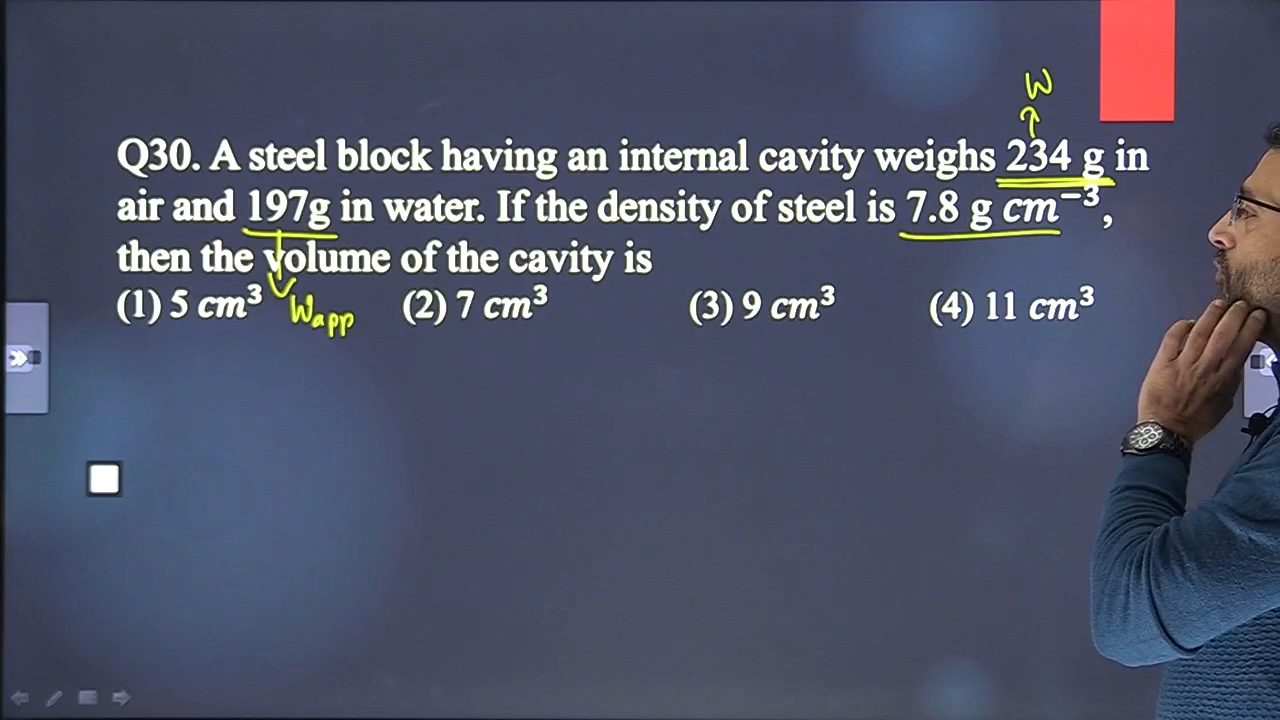 W
Q30. A steel block having an internal cavity weighs 234 g in
air and 197g in water. If the density of steel is 7.8 g cm⁻³,
then the volume of the cavity is
(1) 5 cm³ (2) 7 cm³ (3) 9 cm³ (4) 11 cm³
Wapp